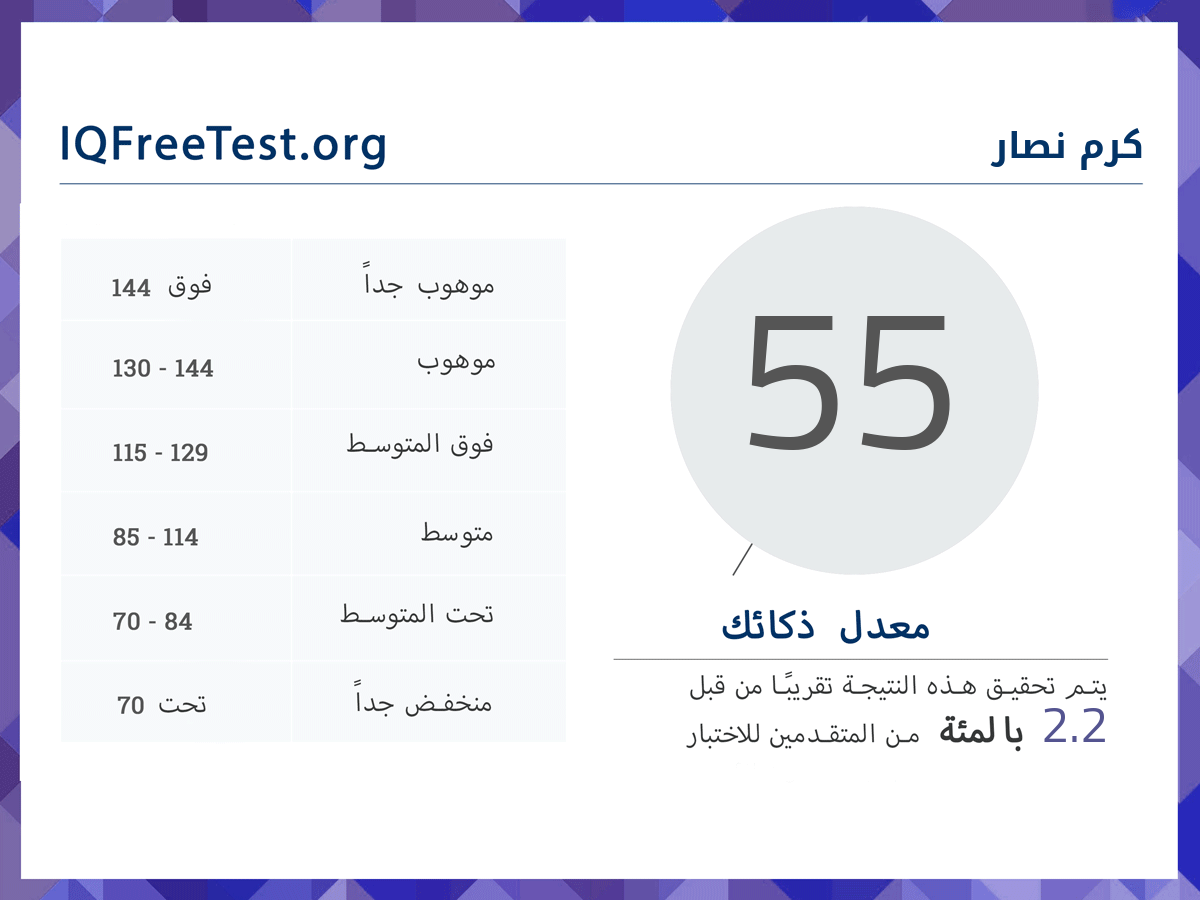 كرم نصار
IQFreeTest.org
55
معدل ذكائك
يتم تحقيق هذه النتيجة تقريبًا من قبل
2.2 بالمئة من المتقدمين للاختبار
موهوب جداً فوق 144
موهوب 130 - 144
فوق المتوسط 115 - 129
متوسط 85 - 114
تحت المتوسط 70 - 84
منخفض جداً تحت 70